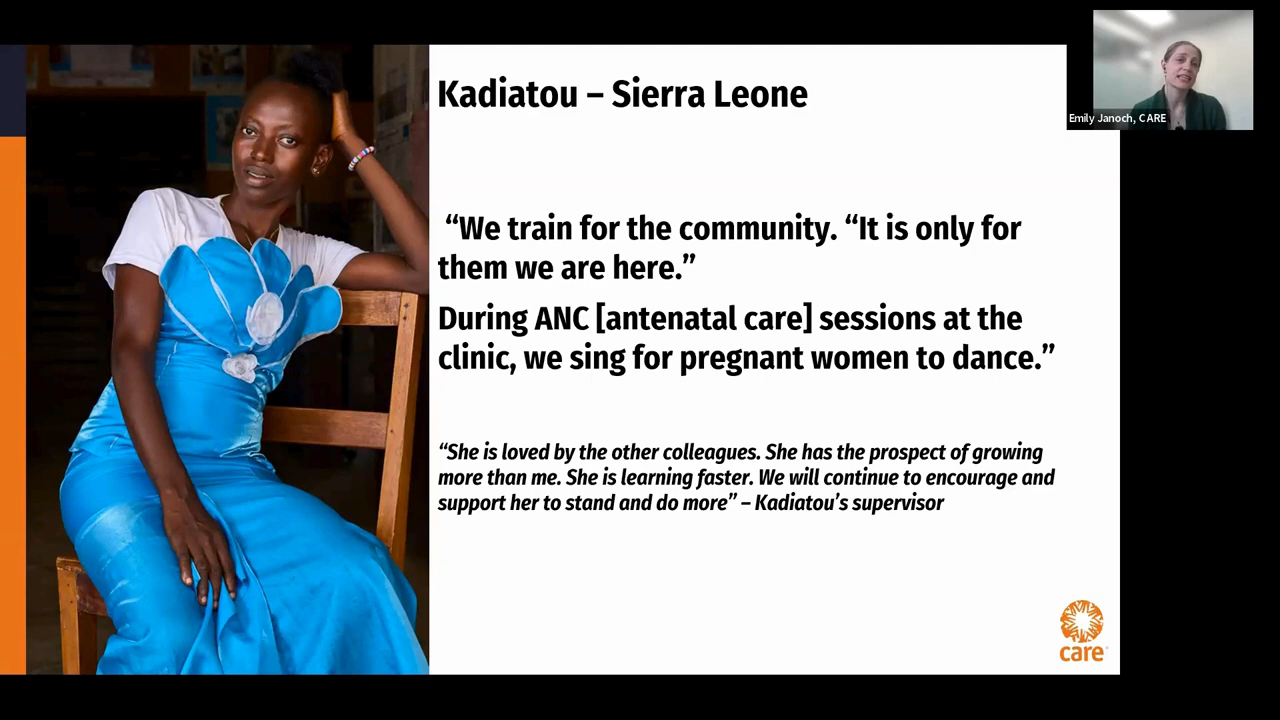 Kadiatou – Sierra Leone
Emily Janoch, CARE
“We train for the community. “It is only for
them we are here.”
During ANC [antenatal care] sessions at the
clinic, we sing for pregnant women to dance.”
“She is loved by the other colleagues. She has the prospect of growing
more than me. She is learning faster. We will continue to encourage and
support her to stand and do more” – Kadiatou’s supervisor
care